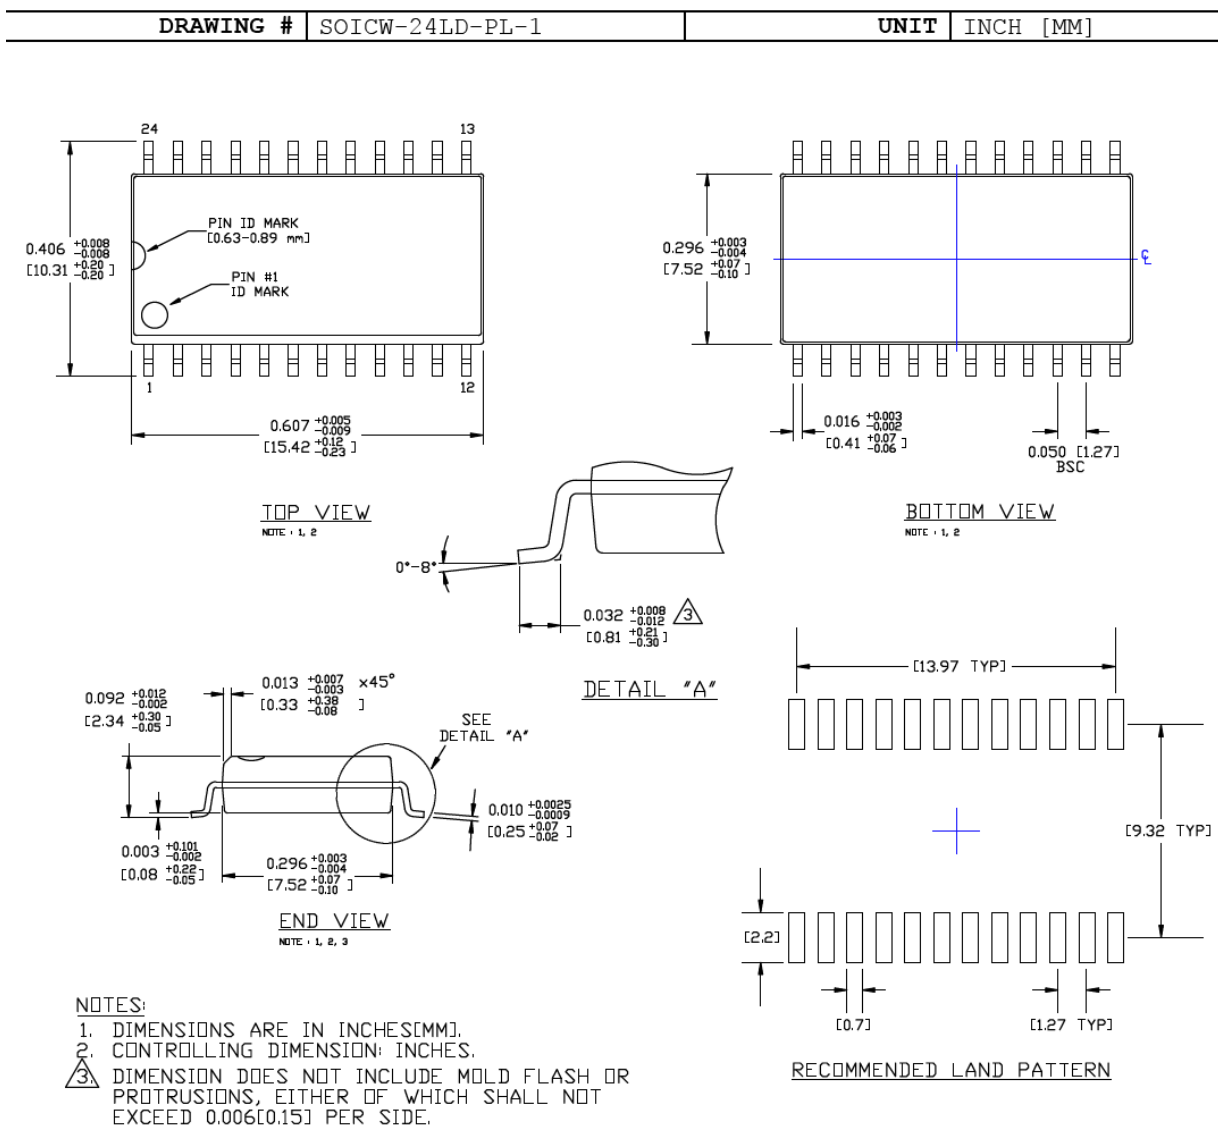 DRAWING # SOICW-24LD-PL-1 UNIT INCH [MM]
24 13
PIN ID MARK
[0.63-0.89 mm]
PIN #1
ID MARK
0.406 +0.008 -0.008
[10.31 +0.20 -0.20 ]
1 12
0.607 +0.005 -0.009
[15.42 +0.12 -0.23 ]
TOP VIEW
NOTE : 1, 2
0.296 +0.003 -0.004
[7.52 +0.07 -0.10 ]
℄
0.016 +0.003 -0.002
[0.41 +0.07 -0.06 ]
0.050 [1.27]
BSC
BOTTOM VIEW
NOTE : 1, 2
0°-8°
0.032 +0.008 -0.012 3
[0.81 +0.21 -0.30 ]
DETAIL "A"
0.092 +0.012 -0.002
[2.34 +0.30 -0.05 ]
0.013 +0.007 -0.003 x45°
[0.33 +0.38 -0.08 ]
SEE
DETAIL "A"
0.010 +0.0025 -0.0009
[0.25 +0.07 -0.02 ]
0.003 +0.101 -0.002
[0.08 +0.22 -0.05 ]
0.296 +0.003 -0.004
[7.52 +0.07 -0.10 ]
END VIEW
NOTE : 1, 2, 3
[13.97 TYP]
[9.32 TYP]
[2.2]
[0.7]
[1.27 TYP]
RECOMMENDED LAND PATTERN
NOTES:
1. DIMENSIONS ARE IN INCHES[MM].
2. CONTROLLING DIMENSION: INCHES.
3. DIMENSION DOES NOT INCLUDE MOLD FLASH OR
PROTRUSIONS, EITHER OF WHICH SHALL NOT
EXCEED 0.006[0.15] PER SIDE.